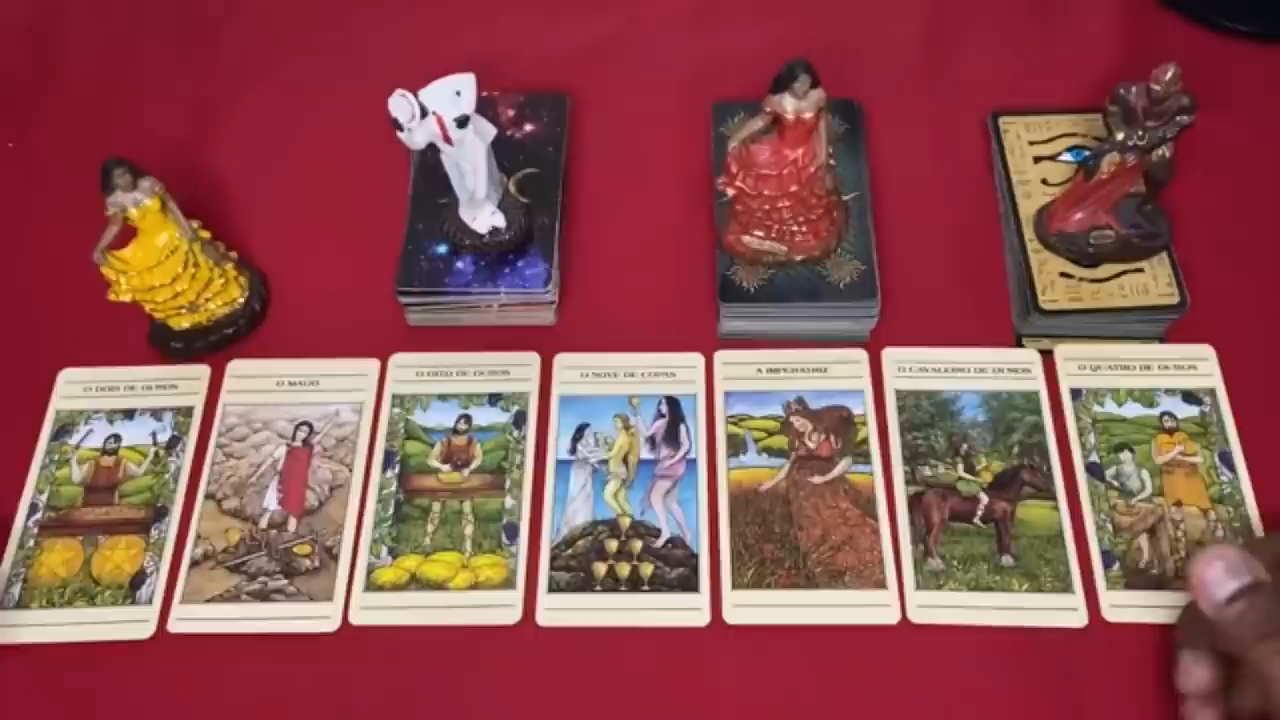 O DOIS DE OUROS
O MAGO
O OITO DE OUROS
O NOVE DE COPAS
A IMPERATRIZ
O CAVALEIRO DE OUROS
O QUATRO DE OUROS